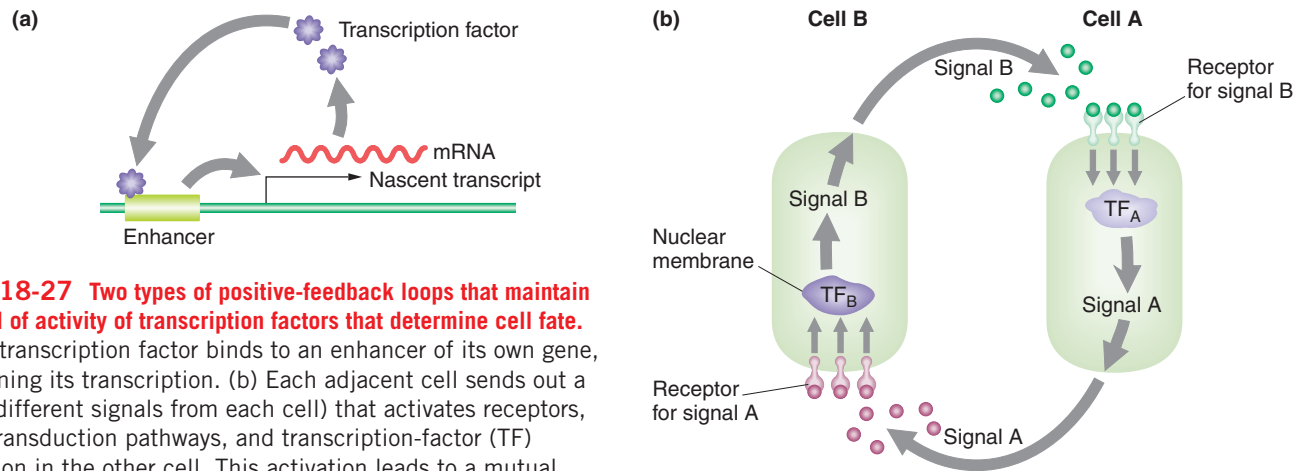 (a)
Transcription factor
mRNA
Nascent transcript
Enhancer
18-27 Two types of positive-feedback loops that maintain
of activity of transcription factors that determine cell fate.
transcription factor binds to an enhancer of its own gene,
ning its transcription. (b) Each adjacent cell sends out a
different signals from each cell) that activates receptors,
transduction pathways, and transcription-factor (TF)
on in the other cell. This activation leads to a mutual
(b)
Cell B
Cell A
Signal B
Receptor
for signal B
Signal B
TFA
Nuclear
membrane
TFB
Signal A
Receptor
for signal A
Signal A